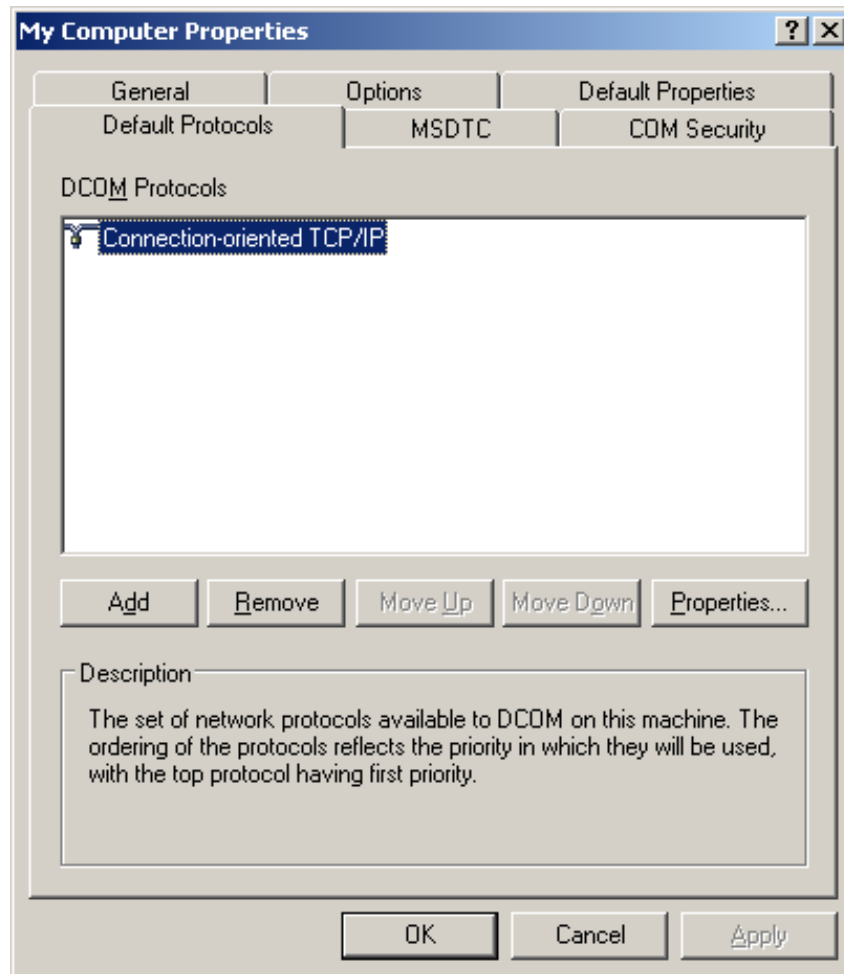 My Computer Properties
General Options Default Properties
Default Protocols MSDTC COM Security
DCOM Protocols
Connection-oriented TCP/IP
Add Remove Move Up Move Down Properties...
Description
The set of network protocols available to DCOM on this machine. The
ordering of the protocols reflects the priority in which they will be used,
with the top protocol having first priority.
OK Cancel Apply